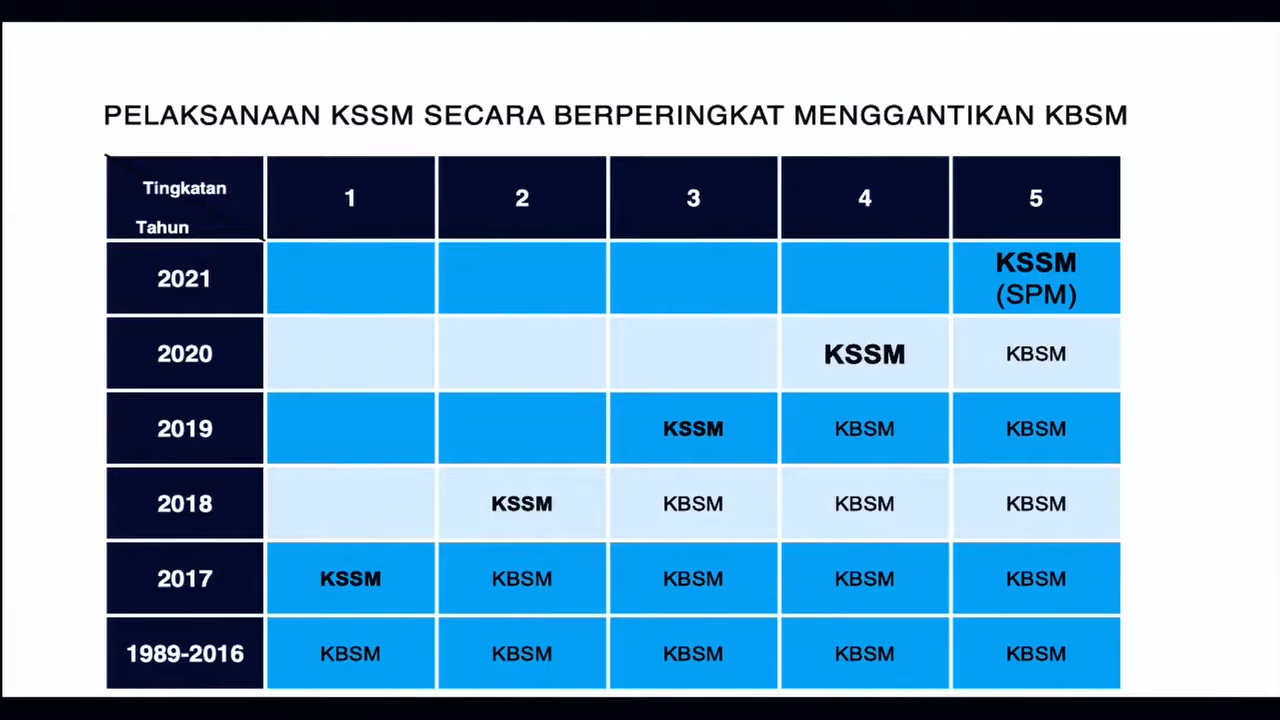 PELAKSANAAN KSSM SECARA BERPERINGKAT MENGGANTIKAN KBSM
Tingkatan
Tahun
1 2 3 4 5
2021 KSSM
(SPM)
2020 KSSM KBSM
2019 KSSM KBSM KBSM
2018 KSSM KBSM KBSM KBSM
2017 KSSM KBSM KBSM KBSM KBSM
1989-2016 KBSM KBSM KBSM KBSM KBSM